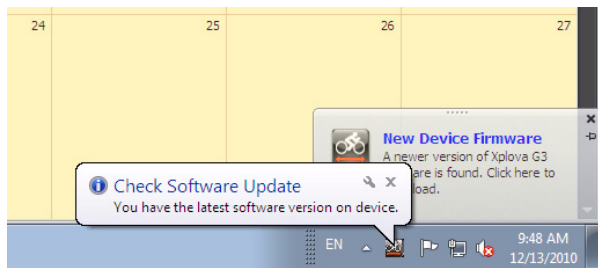 24 25 26 27
New Device Firmware
A newer version of Xplova G3
are is found. Click here to
load.
Check Software Update
You have the latest software version on device.
EN
9:48 AM
12/13/2010